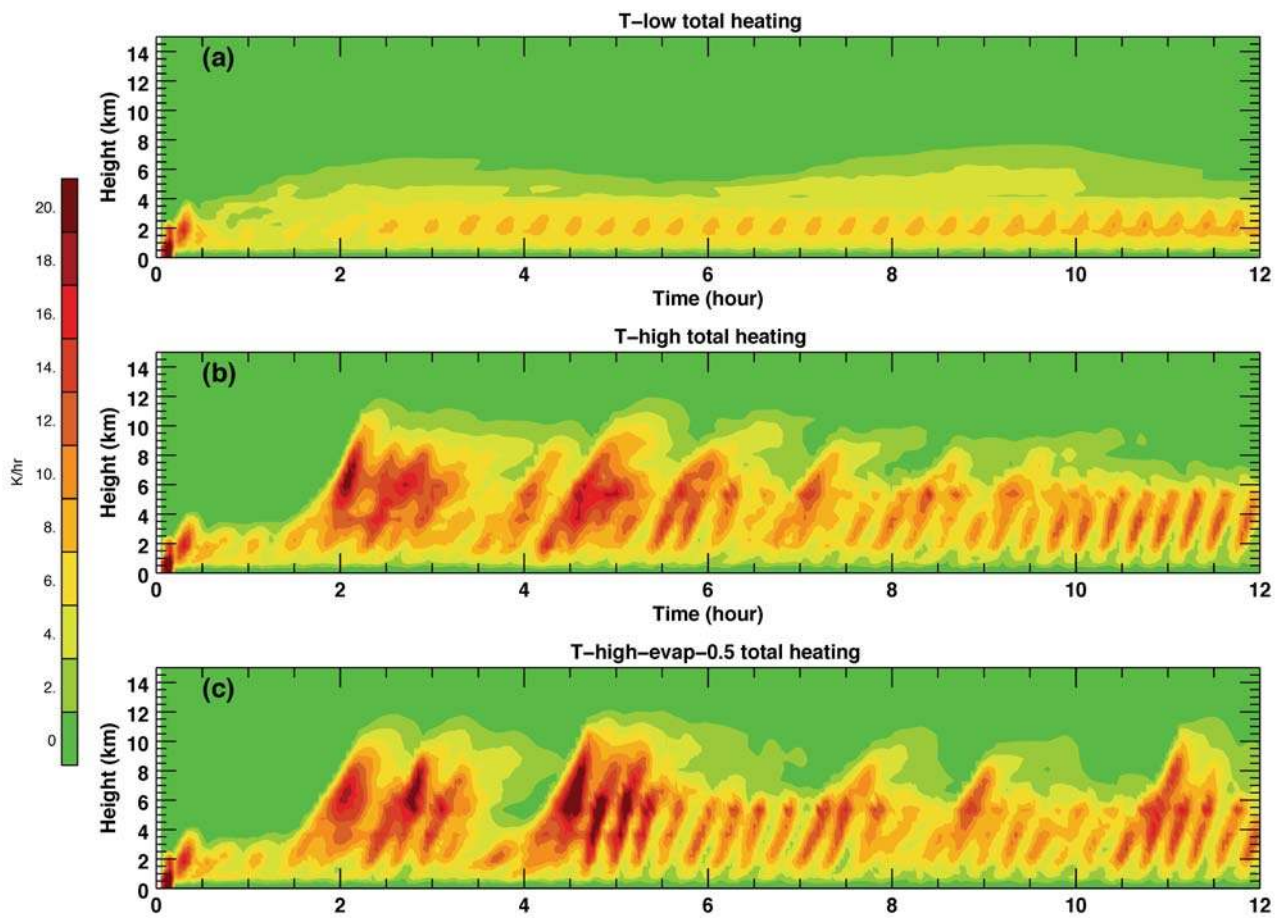 T-low total heating
(a)
14
12
10
8
6
4
2
0
Height (km)
0 2 4 6 8 10 12
Time (hour)
T-high total heating
(b)
14
12
10
8
6
4
2
0
Height (km)
0 2 4 6 8 10 12
Time (hour)
T-high-evap-0.5 total heating
(c)
14
12
10
8
6
4
2
0
Height (km)
0 2 4 6 8 10 12
Time (hour)
20.
18.
16.
14.
12.
10.
8.
6.
4.
2.
0
K/hr